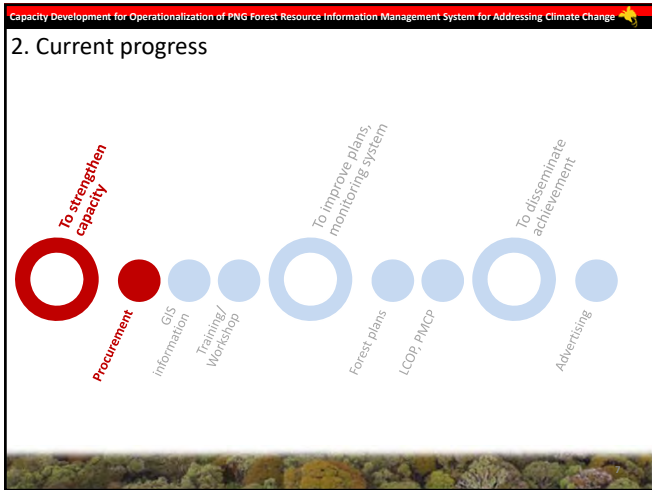 Capacity Development for Operationalization of PNG Forest Resource Information Management System for Addressing Climate Change
2. Current progress
To strengthen
capacity
Procurement
GIS
information
Training/
Workshop
To improve plans,
monitoring system
Forest plans
LCOP, PMCP
To disseminate
achievement
Advertising
7